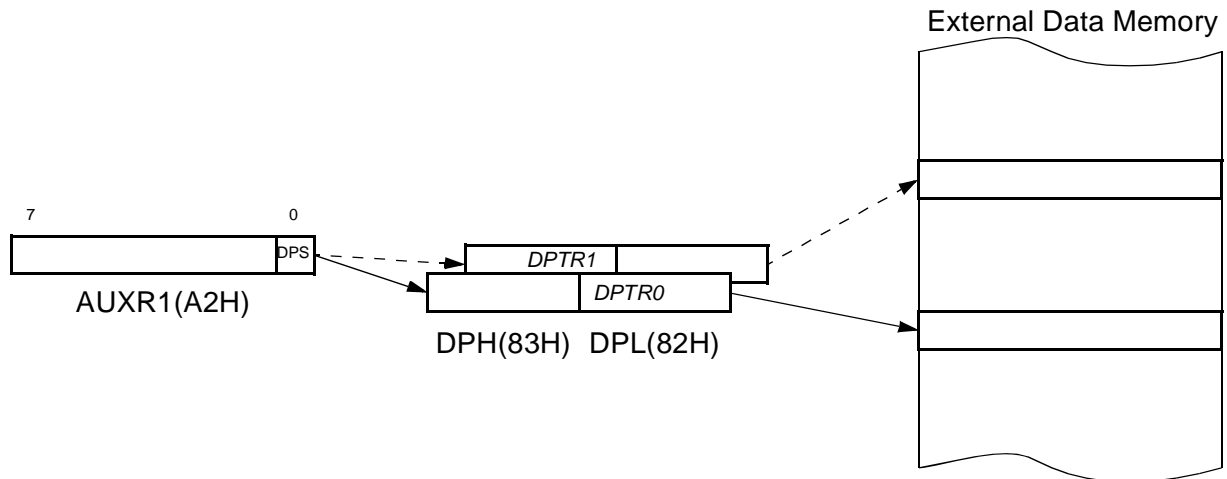 External Data Memory
7 0
DPS
DPTR1
DPTR0
AUXR1(A2H)
DPH(83H) DPL(82H)